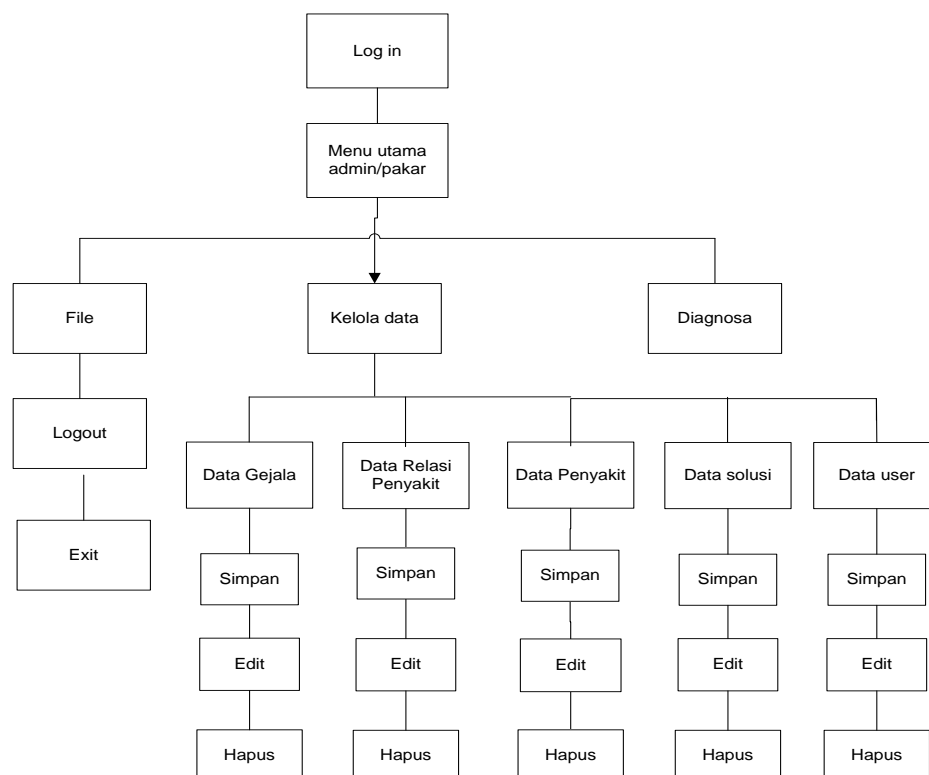 Log in
Menu utama
admin/pakar
File
Kelola data
Diagnosa
Logout
Data Gejala
Data Relasi
Penyakit
Data Penyakit
Data solusi
Data user
Exit
Simpan
Simpan
Simpan
Simpan
Simpan
Edit
Edit
Edit
Edit
Edit
Hapus
Hapus
Hapus
Hapus
Hapus